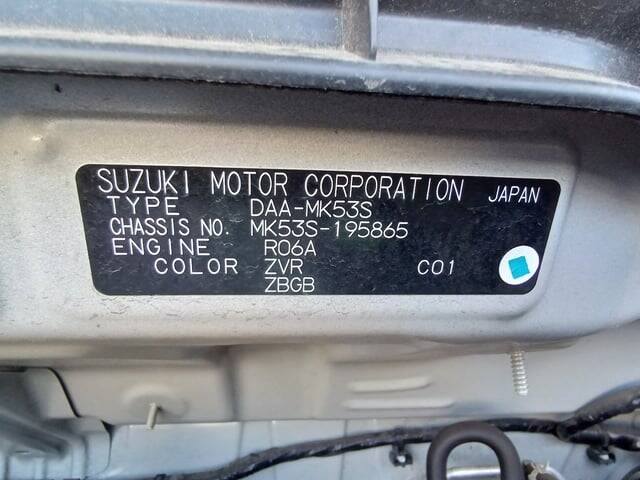 SUZUKI MOTOR CORPORATION JAPAN
TYPE DAA-MK53S
CHASSIS NO. MK53S-195865
ENGINE R06A
COLOR ZVR C01
ZBGB